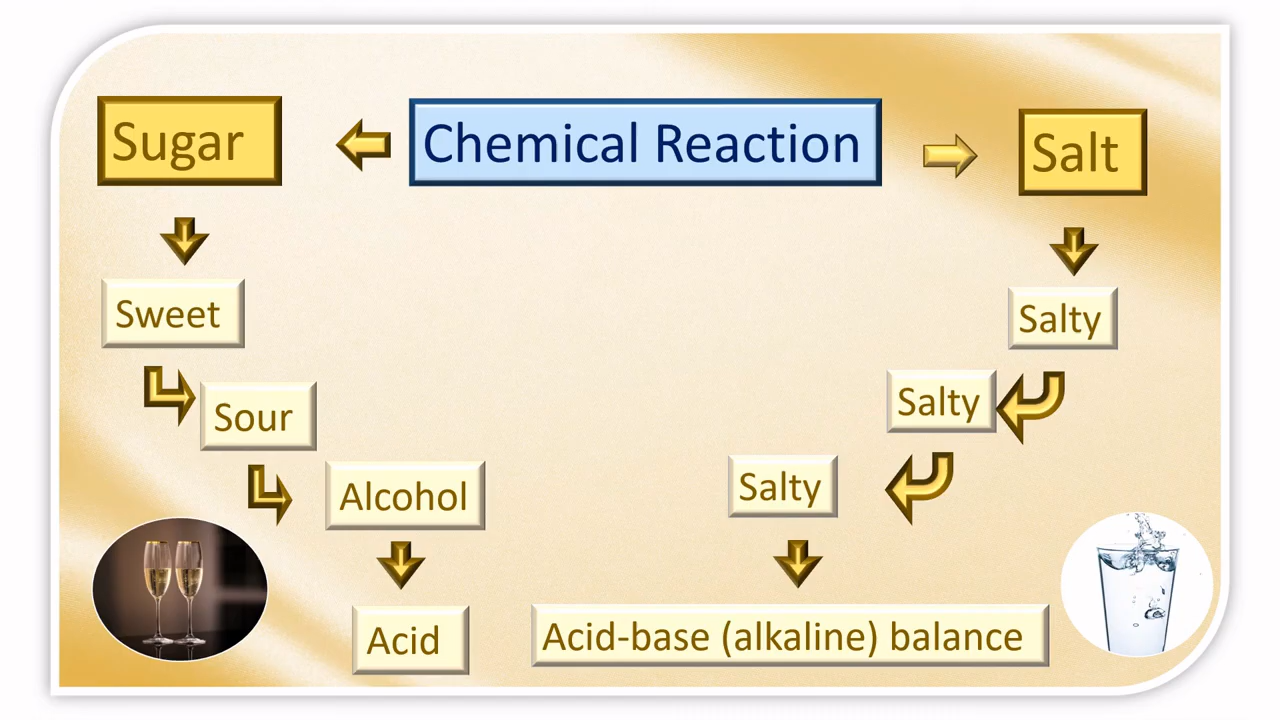 Sugar
Chemical Reaction
Salt
Sweet
Salty
Sour
Salty
Alcohol
Salty
Acid
Acid-base (alkaline) balance